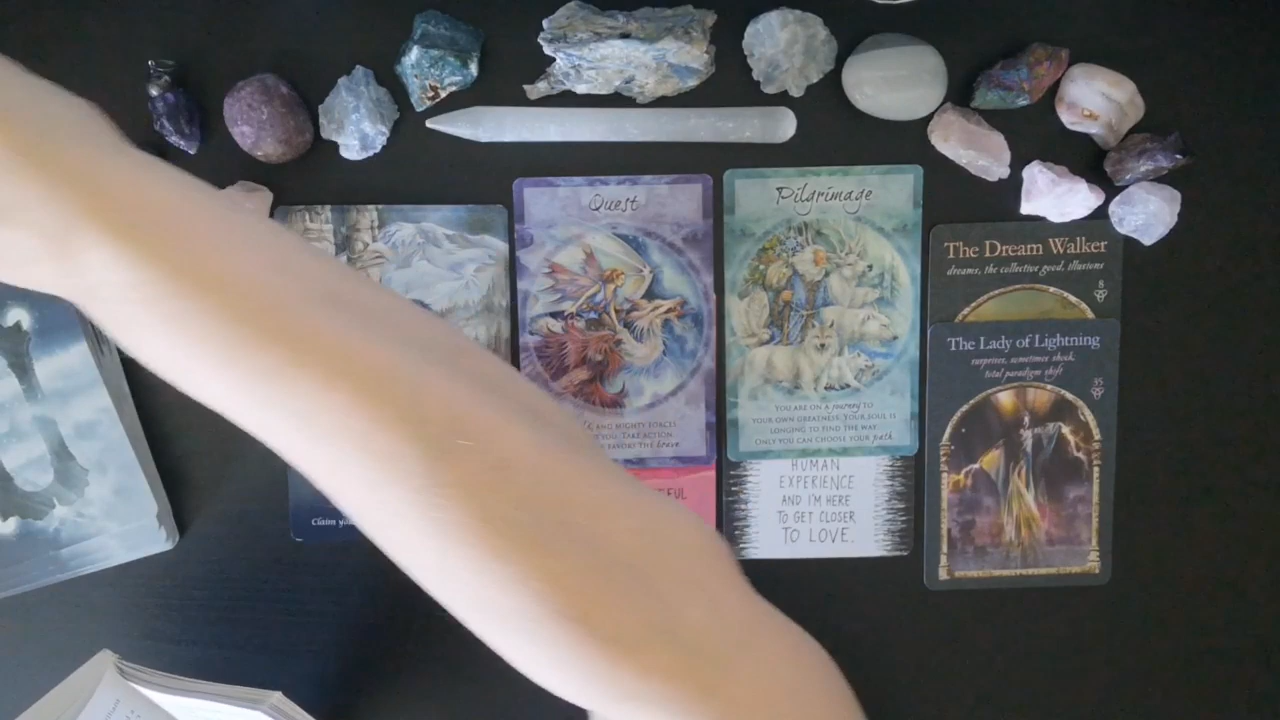 Quest
AND MIGHTY FORCES
YOU. TAKE ACTION.
FAVORS THE brave.
Pilgrimage
YOU ARE ON A journey TO
YOUR OWN GREATNESS. YOUR SOUL IS
LONGING TO FIND THE WAY.
ONLY YOU CAN CHOOSE YOUR path.
HUMAN
EXPERIENCE
AND I'M HERE
TO GET CLOSER
TO LOVE.
The Dream Walker
dreams, the collective good, illusions
8
The Lady of Lightning
surprises, sometimes shock,
total paradigm shift
35
Claim